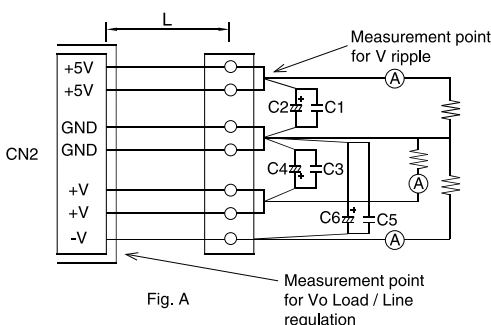 L
Measurement point
for V ripple
+5V
+5V
A
C2 + C1
GND
GND
CN2
C4 + C3
A
+V
+V
C6 + C5
-V
A
Measurement point
for Vo Load / Line
regulation
Fig. A